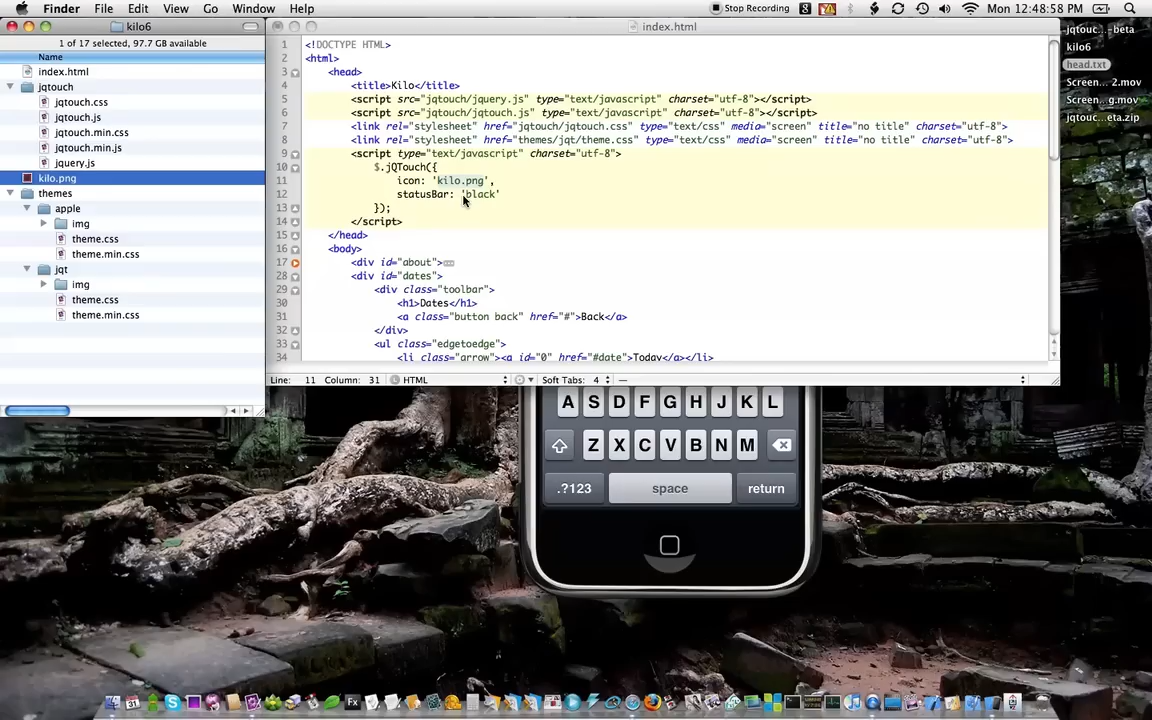 Finder File Edit View Go Window Help
Stop Recording
Mon 12:48:58 PM
kilo6
1 of 17 selected, 97.7 GB available
Name
index.html
jqtouch
jqtouch.css
jqtouch.js
jqtouch.min.css
jqtouch.min.js
jquery.js
kilo.png
themes
apple
img
theme.css
theme.min.css
jqt
img
theme.css
theme.min.css
index.html
1 <!DOCTYPE HTML>
2 <html>
3 <head>
4 <title>Kilo</title>
5 <script src="jqtouch/jquery.js" type="text/javascript" charset="utf-8"></script>
6 <script src="jqtouch/jqtouch.js" type="text/javascript" charset="utf-8"></script>
7 <link rel="stylesheet" href="jqtouch/jqtouch.css" type="text/css" media="screen" title="no title" charset="utf-8">
8 <link rel="stylesheet" href="themes/jqt/theme.css" type="text/css" media="screen" title="no title" charset="utf-8">
9 <script type="text/javascript" charset="utf-8">
10 $.jQTouch({
11 icon: 'kilo.png',
12 statusBar: 'black'
13 });
14 </script>
15 </head>
16 <body>
17 <div id="about">
28 <div id="dates">
29 <div class="toolbar">
30 <h1>Dates</h1>
31 <a class="button back" href="#">Back</a>
32 </div>
33 <ul class="edgetoedge">
34 <li class="arrow"><a id="0" href="#date">Today</a></li>
Line: 11 Column: 31 HTML Soft Tabs: 4 —
jqtouc...-beta
kilo6
head.txt
Screen... 2.mov
Screen...g.mov
jqtouc...eta.zip
A S D F G H J K L
Z X C V B N M
.?123 space return